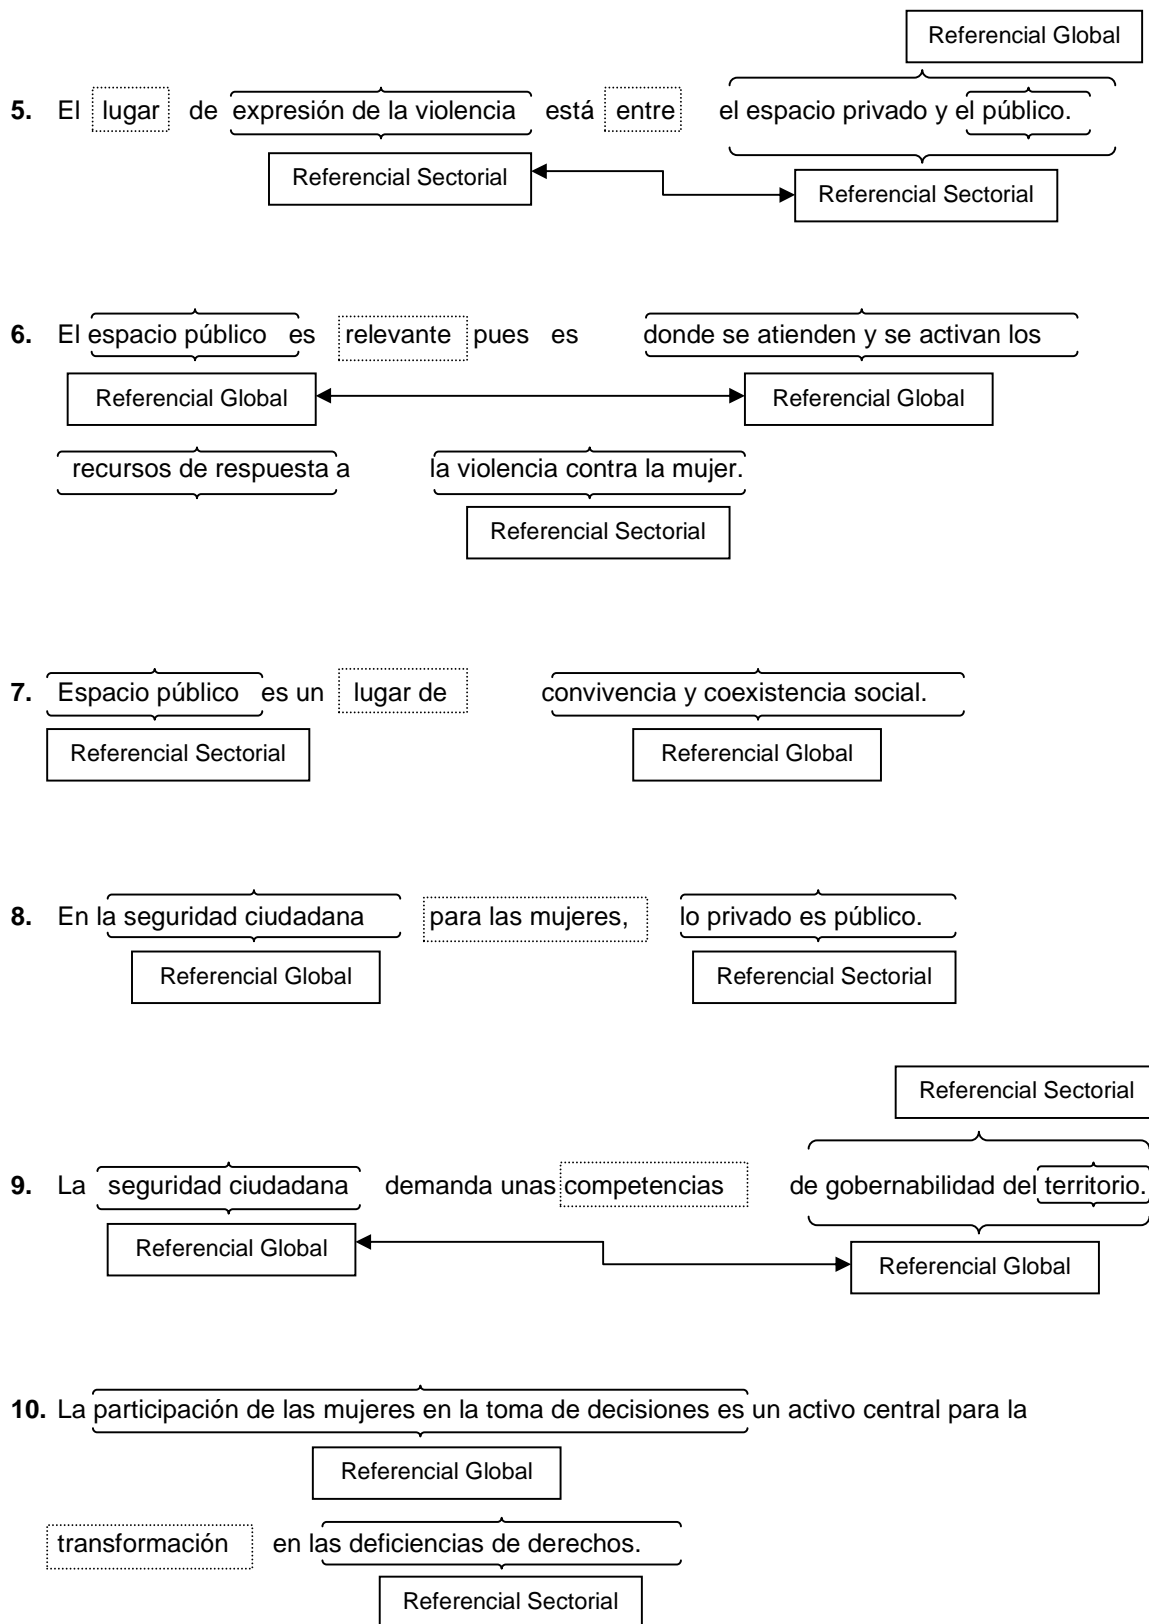 Referencial Global
5. El lugar de expresión de la violencia está entre el espacio privado y el público.
Referencial Sectorial
Referencial Sectorial
6. El espacio público es relevante pues es donde se atienden y se activan los
Referencial Global Referencial Global
recursos de respuesta a la violencia contra la mujer.
Referencial Sectorial
7. Espacio público es un lugar de convivencia y coexistencia social.
Referencial Sectorial Referencial Global
8. En la seguridad ciudadana para las mujeres, lo privado es público.
Referencial Global Referencial Sectorial
Referencial Sectorial
9. La seguridad ciudadana demanda unas competencias de gobernabilidad del territorio.
Referencial Global
Referencial Global
10. La participación de las mujeres en la toma de decisiones es un activo central para la
Referencial Global
transformación en las deficiencias de derechos.
Referencial Sectorial